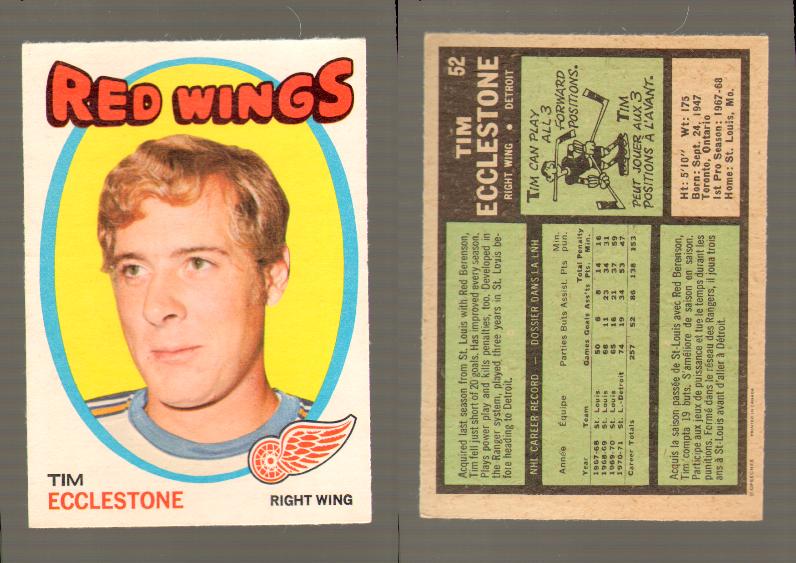 RED WINGS
TIM
ECCLESTONE
RIGHT WING
52
TIM
ECCLESTONE
RIGHT WING ● DETROIT
TIM CAN PLAY
ALL 3
FORWARD
POSITIONS.
TIM
PEUT JOUER AUX 3
POSITIONS À L'AVANT.
Ht: 5'10" Wt: 175
Born: Sept. 24, 1947
Toronto, Ontario
1st Pro Season: 1967-68
Home: St. Louis, Mo.
Acquired last season from St. Louis with Red Berenson,
Tim fell just short of 20 goals. Has improved every season.
Plays power play and kills penalties, too. Developed in
the Ranger system, played three years in St. Louis be-
fore heading to Detroit.
NHL CAREER RECORD — DOSSIER DANS LA LNH
Année Équipe Parties Buts Assist. Pts Min. pun.
Year Team Games Goals Ass'ts Total Pts. Penalty Min.
1967-68 St. Louis 50 6 8 14 16
1968-69 St. Louis 68 11 23 34 31
1969-70 St. Louis 65 16 21 37 59
1970-71 St. L.-Detroit 74 19 34 53 47
Career Totals 257 52 86 138 153
Acquis la saison passée de St-Louis avec Red Berenson,
Tim compta 19 buts. S'améliore de saison en saison.
Participe aux jeux de puissance et tue le temps durant les
punitions. Formé dans le réseau des Rangers, il joua trois
ans à St-Louis avant d'aller à Détroit.
PRINTED IN CANADA